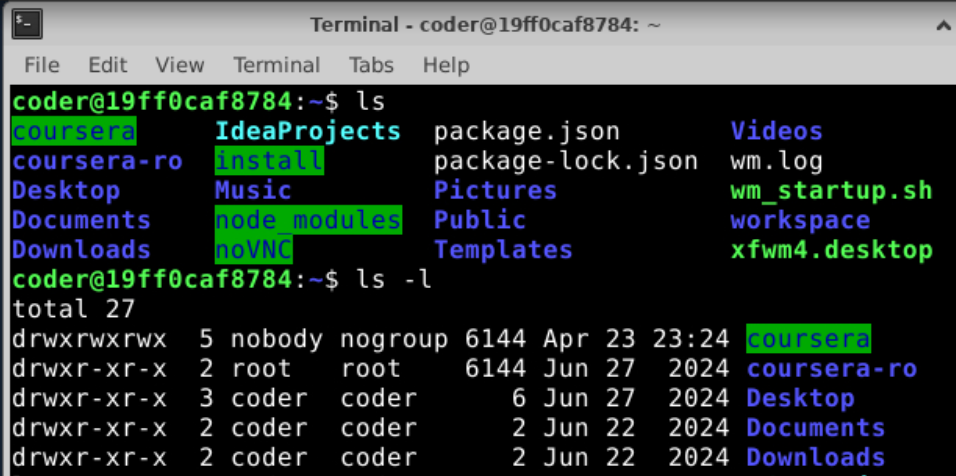 Terminal - coder@19ff0caf8784: ~
File Edit View Terminal Tabs Help
coder@19ff0caf8784:~$ ls
coursera IdeaProjects package.json Videos
coursera-ro install package-lock.json wm.log
Desktop Music Pictures wm_startup.sh
Documents node_modules Public workspace
Downloads noVNC Templates xfwm4.desktop
coder@19ff0caf8784:~$ ls -l
total 27
drwxrwxrwx 5 nobody nogroup 6144 Apr 23 23:24 coursera
drwxr-xr-x 2 root root 6144 Jun 27 2024 coursera-ro
drwxr-xr-x 3 coder coder 6 Jun 27 2024 Desktop
drwxr-xr-x 2 coder coder 2 Jun 22 2024 Documents
drwxr-xr-x 2 coder coder 2 Jun 22 2024 Downloads